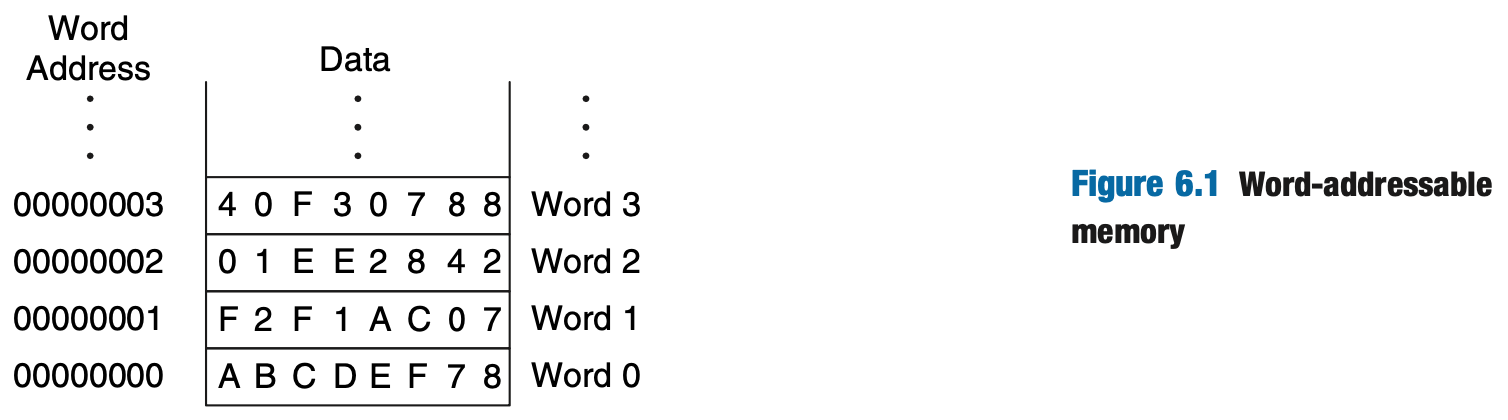 Word
Address
Data
00000003 4 0 F 3 0 7 8 8 Word 3
00000002 0 1 E E 2 8 4 2 Word 2
00000001 F 2 F 1 A C 0 7 Word 1
00000000 A B C D E F 7 8 Word 0
Figure 6.1 Word-addressable
memory